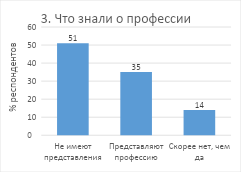 3. Что знали о профессии
% респондентов
60
50
40
30
20
10
0
51
35
14
Не имеют
представления
Представляют
профессию
Скорее нет, чем
да